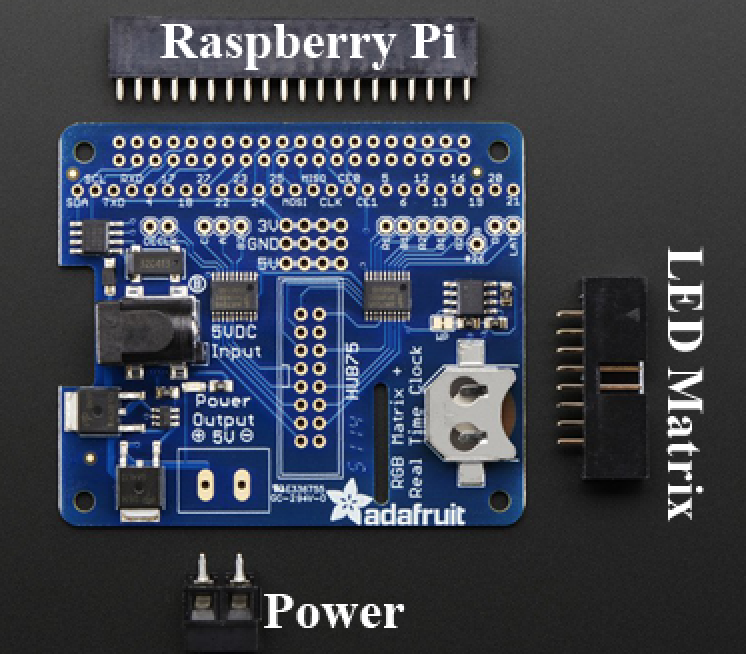 Raspberry Pi
SCL RXD 17 27 23 25 MISO CE0 5 12 16 20
SDA TXD 4 18 22 24 MOSI CLK CE1 6 13 19 21
3V
GND
5V
5VDC
Input
HUB75
Power
Output
5V
RGB Matrix +
Real Time Clock
adafruit
LED Matrix
Power